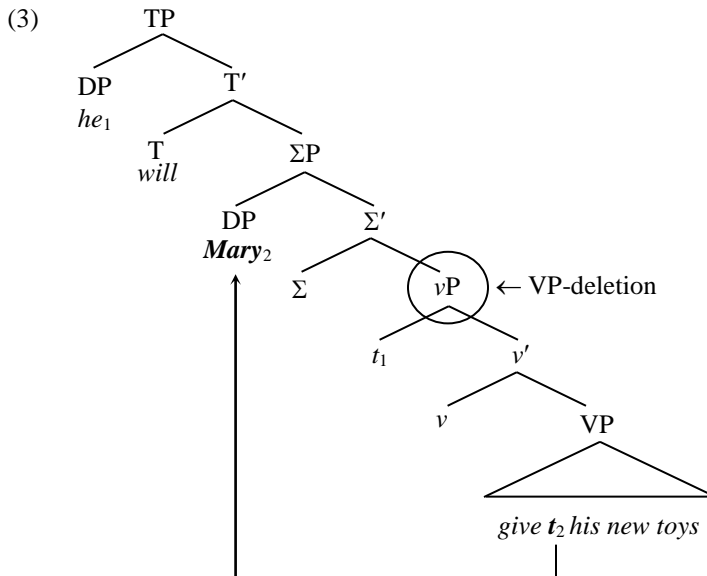 (3) TP
DP T′
he₁
T ΣP
will
DP Σ′
Mary₂
Σ vP ← VP-deletion
t₁ v′
v VP
give t₂ his new toys